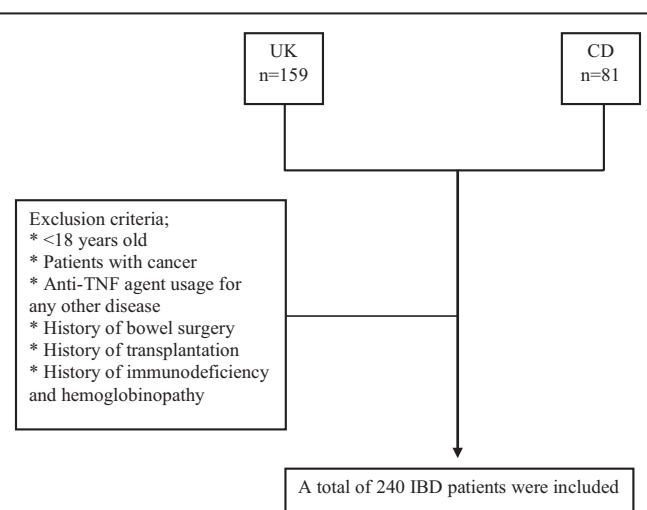 UK
n=159
CD
n=81
Exclusion criteria;
* <18 years old
* Patients with cancer
* Anti-TNF agent usage for
any other disease
* History of bowel surgery
* History of transplantation
* History of immunodeficiency
and hemoglobinopathy
A total of 240 IBD patients were included